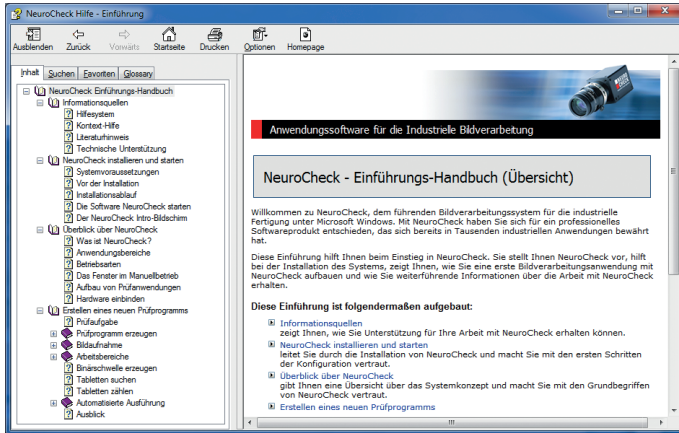 NeuroCheck Hilfe - Einführung
Ausblenden Zurück Vorwärts Startseite Drucken Optionen Homepage
Inhalt Suchen Favoriten Glossary
NeuroCheck Einführungs-Handbuch
Informationsquellen
Hilfesystem
Kontext-Hilfe
Literaturhinweis
Technische Unterstützung
NeuroCheck installieren und starten
Systemvoraussetzungen
Vor der Installation
Installationsablauf
Die Software NeuroCheck starten
Der NeuroCheck Intro-Bildschim
Überblick über NeuroCheck
Was ist NeuroCheck?
Anwendungsbereiche
Betriebsarten
Das Fenster im Manuellbetrieb
Aufbau von Prüfanwendungen
Hardware einbinden
Erstellen eines neuen Prüfprogramms
Prüfaufgabe
Prüfprogramm erzeugen
Bildaufnahme
Arbeitsbereiche
Binärschwelle erzeugen
Tabletten suchen
Tabletten zählen
Automatisierte Ausführung
Ausblick
Anwendungssoftware für die Industrielle Bildverarbeitung
NeuroCheck - Einführungs-Handbuch (Übersicht)
Willkommen zu NeuroCheck, dem führenden Bildverarbeitungssystem für die industrielle
Fertigung unter Microsoft Windows. Mit NeuroCheck haben Sie sich für ein professionelles
Softwareprodukt entschieden, das sich bereits in Tausenden industriellen Anwendungen bewährt
hat.
Diese Einführung hilft Ihnen beim Einstieg in NeuroCheck. Sie stellt Ihnen NeuroCheck vor, hilft
bei der Installation des Systems, zeigt Ihnen, wie Sie eine erste Bildverarbeitungsanwendung mit
NeuroCheck aufbauen und wie Sie weiterführende Informationen über die Arbeit mit NeuroCheck
erhalten.
Diese Einführung ist folgendermaßen aufgebaut:
Informationsquellen
zeigt Ihnen, wie Sie Unterstützung für Ihre Arbeit mit NeuroCheck erhalten können.
NeuroCheck installieren und starten
leitet Sie durch die Installation von NeuroCheck und macht Sie mit den ersten Schritten
der Konfiguration vertraut.
Überblick über NeuroCheck
gibt Ihnen eine Übersicht über das Systemkonzept und macht Sie mit den Grundbegriffen
von NeuroCheck vertraut.
Erstellen eines neuen Prüfprogramms